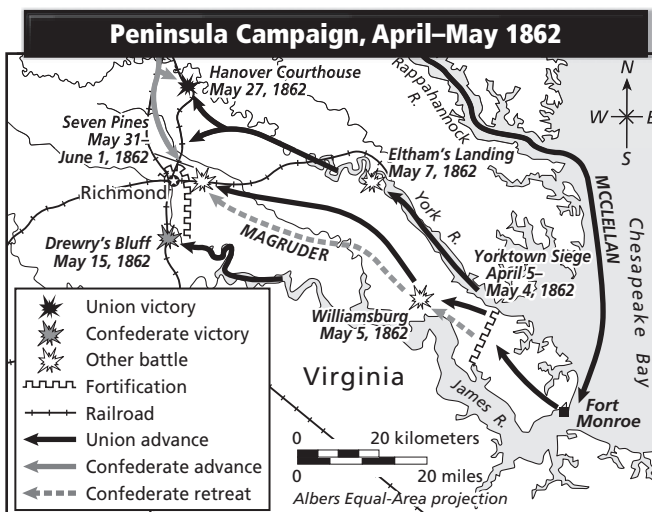 Peninsula Campaign, April–May 1862
Hanover Courthouse
May 27, 1862
Rappahannock
R.
N
W
E
S
Seven Pines
May 31–
June 1, 1862
Eltham's Landing
May 7, 1862
Richmond
York R.
MCCLELLAN
Chesapeake Bay
Drewry's Bluff
May 15, 1862
MAGRUDER
Yorktown Siege
April 5–
May 4, 1862
Williamsburg
May 5, 1862
Virginia
James R.
Fort
Monroe
Union victory
Confederate victory
Other battle
Fortification
Railroad
Union advance
Confederate advance
Confederate retreat
0 20 kilometers
0 20 miles
Albers Equal-Area projection